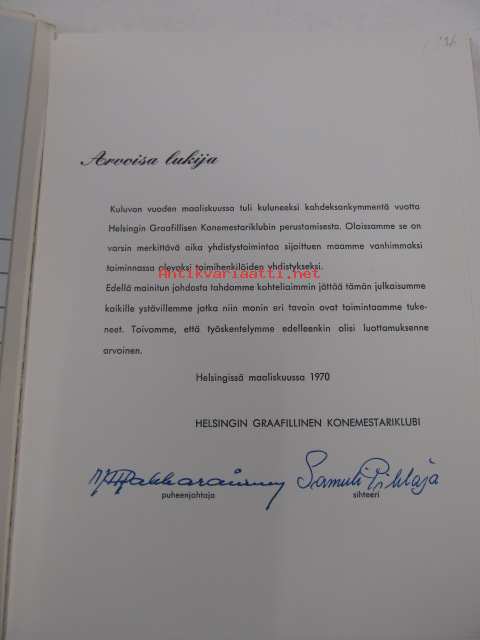 Arvoisa lukija
Kuluvan vuoden maaliskuussa tuli kuluneeksi kahdeksankymmentä vuotta
Helsingin Graafillisen Konemestariklubin perustamisesta. Oloissamme se on
varsin merkittävä aika yhdistystoimintaa sijoittuen maamme vanhimmaksi
toiminnassa olevaksi toimihenkilöiden yhdistykseksi.
Antikvariaatti.net
Edellä mainitun johdosta tahdomme kohteliaimmin jättää tämän julkaisumme
kaikille ystävillemme jotka niin monin eri tavoin ovat toimintaamme tuke-
neet. Toivomme, että työskentelymme edelleenkin olisi luottamuksenne
arvoinen.
Helsingissä maaliskuussa 1970
HELSINGIN GRAAFILLINEN KONEMESTARIKLUBI
Samuli Pihlaja
puheenjohtaja sihteeri